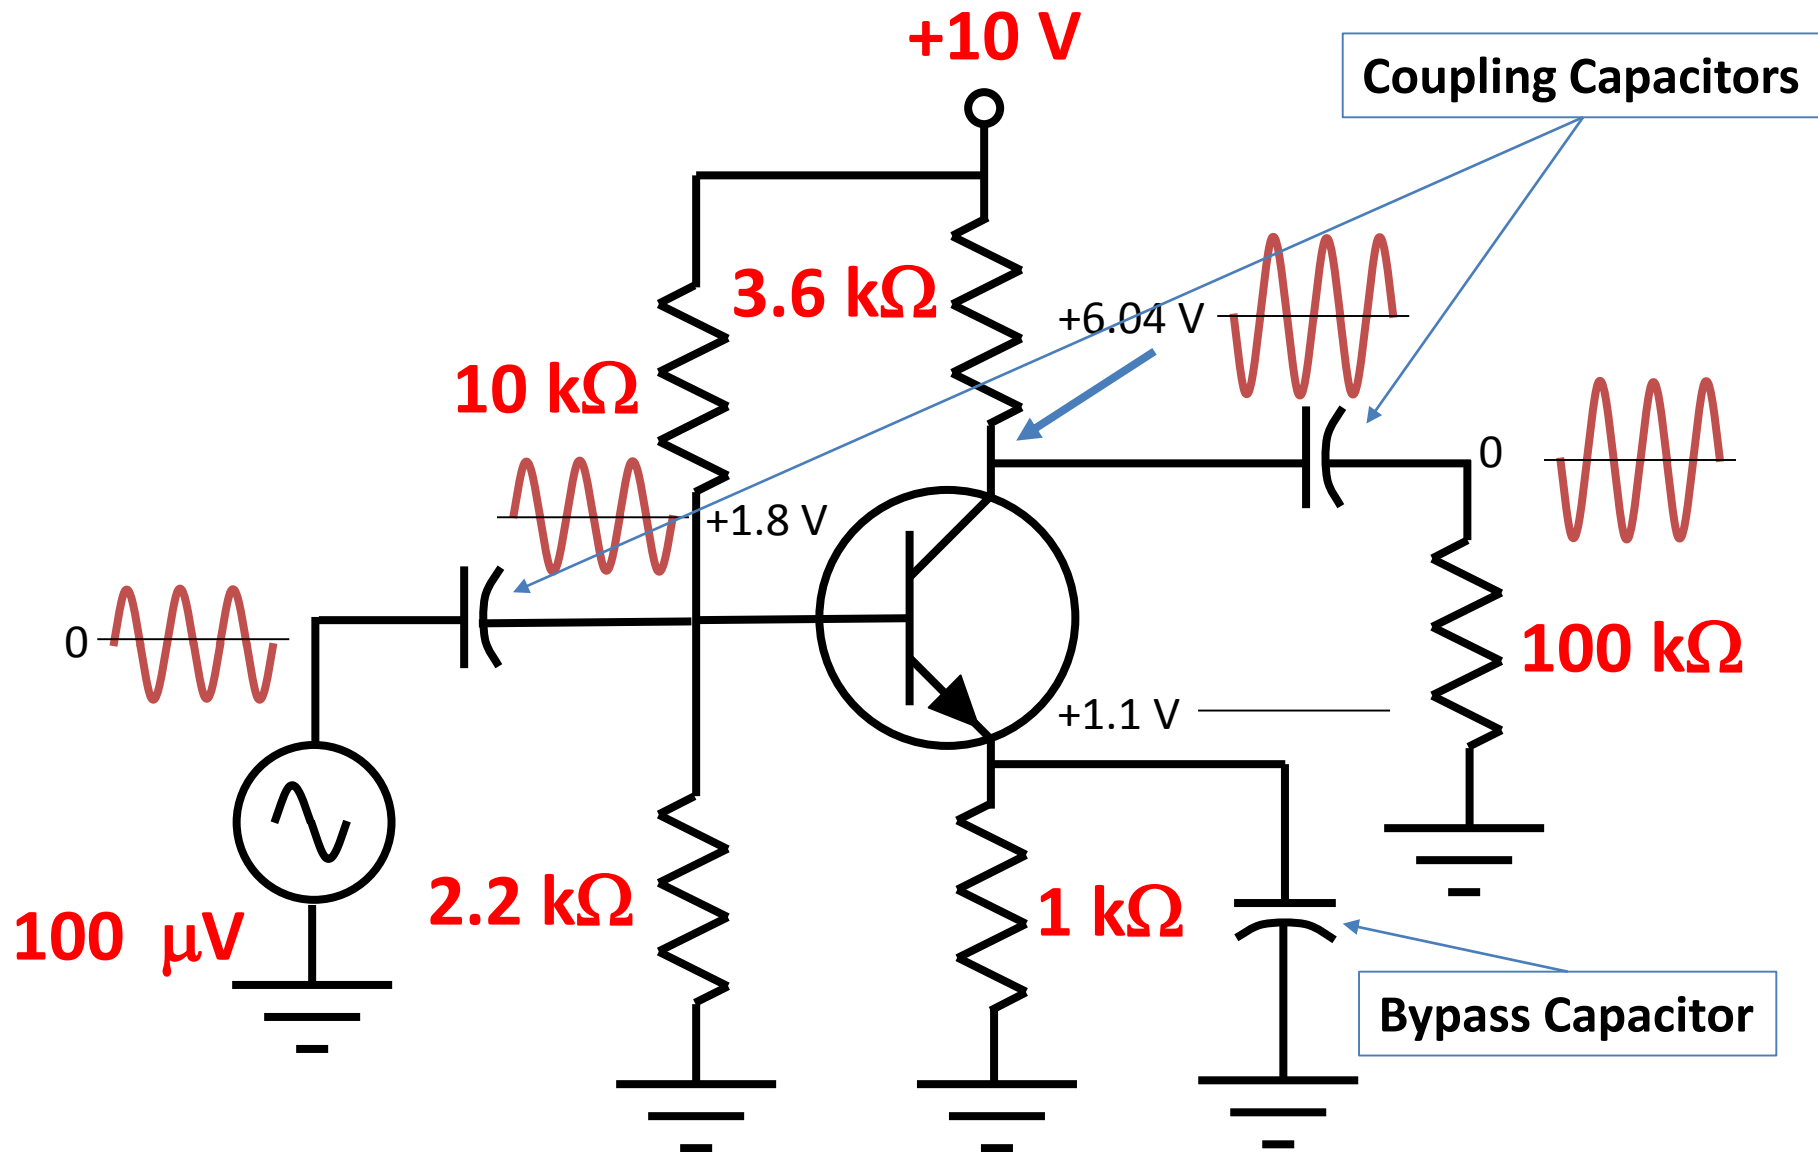 +10 V
Coupling Capacitors
3.6 kΩ
+6.04 V
10 kΩ
0
+1.8 V
0
100 kΩ
+1.1 V
2.2 kΩ
1 kΩ
100 μV
Bypass Capacitor